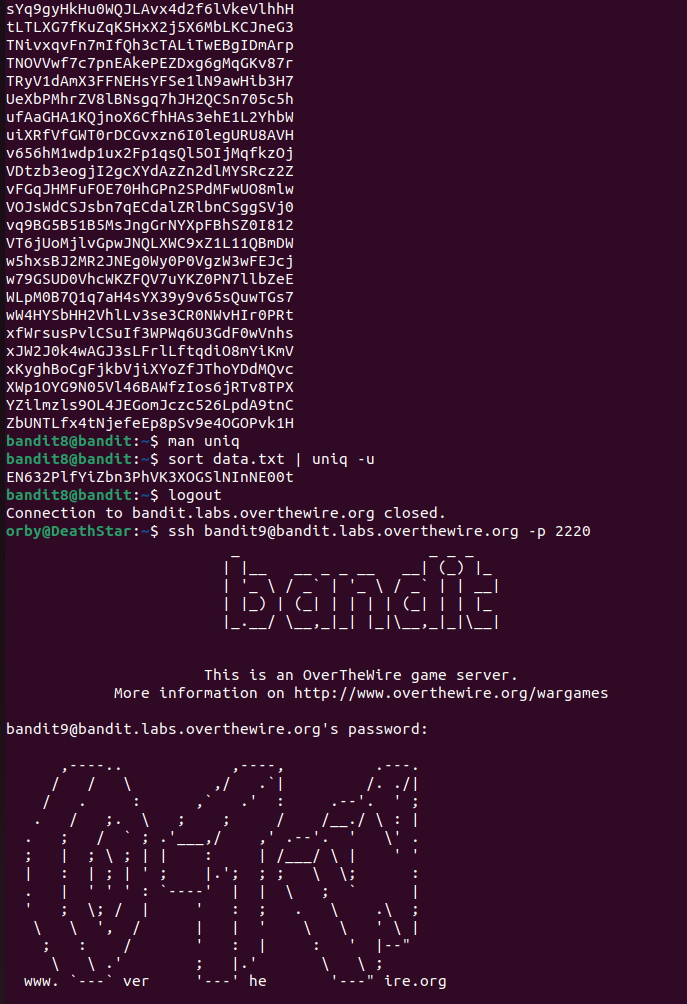 sYq9gyHkHu0WQJLAvx4d2f6lVkeVlhhH
tLTLXG7fKuZqK5HxX2j5X6MbLKCJneG3
TNivxqvFn7mIfQh3cTALiTwEBgIDmArp
TNOVVwf7c7pnEAkePEZDxg6gMqGKv87r
TRyV1dAmX3FFNEHsYFSe1lN9awHib3H7
UeXbPMhrZV8lBNsgq7hJH2QCSn705c5h
ufAaGHA1KQjnoX6CfhHAs3ehE1L2YhbW
uiXRfVfGWT0rDCGvxzn6I0legURU8AVH
v656hM1wdp1ux2Fp1qsQl5OIjMqfkzOj
VDtzb3eogjI2gcXYdAzZn2dlMYSRcz2Z
vFGqJHMFuFOE70HhGPn2SPdMFwUO8mlw
VOJsWdCSJsbn7qECdalZRlbnCSggSVj0
vq9BG5B51B5MsJngGrNYXpFBhSZ0I812
VT6jUoMjlvGpwJNQLXWC9xZ1L11QBmDW
w5hxsBJ2MR2JNEg0Wy0P0VgzW3wFEJcj
w79GSUD0VhcWKZFQV7uYKZ0PN7llbZeE
WLpM0B7Q1q7aH4sYX39y9v65sQuwTGs7
wW4HYSbHH2VhlLv3se3CR0NWvHIr0PRt
xfWrsusPvlCSuIf3WPWq6U3GdF0wVnhs
xJW2J0k4wAGJ3sLFrlLftqdiO8mYiKmV
xKyghBoCgFjkbVjiXYoZfJThoYDdMQvc
XWp1OYG9N05Vl46BAWfzIos6jRTv8TPX
YZilmzls9OL4JEGomJczc526LpdA9tnC
ZbUNTLfx4tNjefeEp8pSv9e4OGOPvk1H
bandit8@bandit:~$ man uniq
bandit8@bandit:~$ sort data.txt | uniq -u
EN632PlfYiZbn3PhVK3XOGSlNInNE00t
bandit8@bandit:~$ logout
Connection to bandit.labs.overthewire.org closed.
orby@DeathStar:~$ ssh bandit9@bandit.labs.overthewire.org -p 2220
bandit
This is an OverTheWire game server.
More information on http://www.overthewire.org/wargames
bandit9@bandit.labs.overthewire.org's password:
www. ver he ire.org